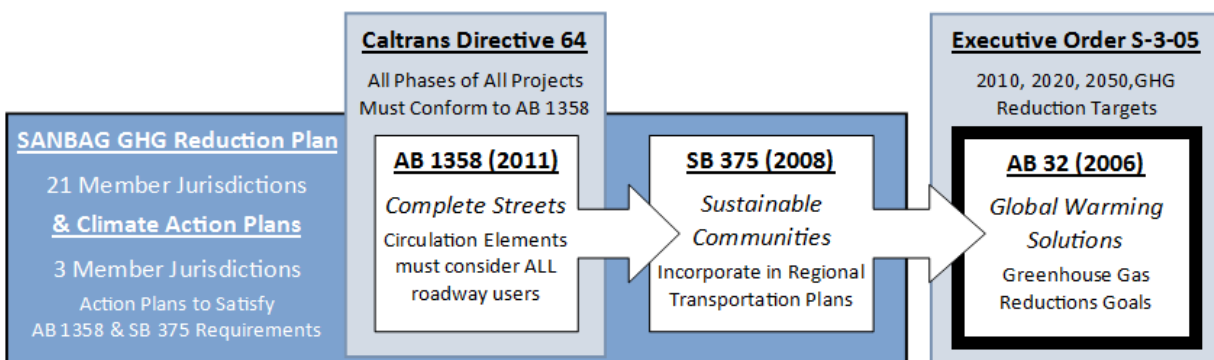 SANBAG GHG Reduction Plan
21 Member Jurisdictions
& Climate Action Plans
3 Member Jurisdictions
Action Plans to Satisfy
AB 1358 & SB 375 Requirements
Caltrans Directive 64
All Phases of All Projects
Must Conform to AB 1358
AB 1358 (2011)
Complete Streets
Circulation Elements
must consider ALL
roadway users
SB 375 (2008)
Sustainable
Communities
Incorporate in Regional
Transportation Plans
Executive Order S-3-05
2010, 2020, 2050,GHG
Reduction Targets
AB 32 (2006)
Global Warming
Solutions
Greenhouse Gas
Reductions Goals